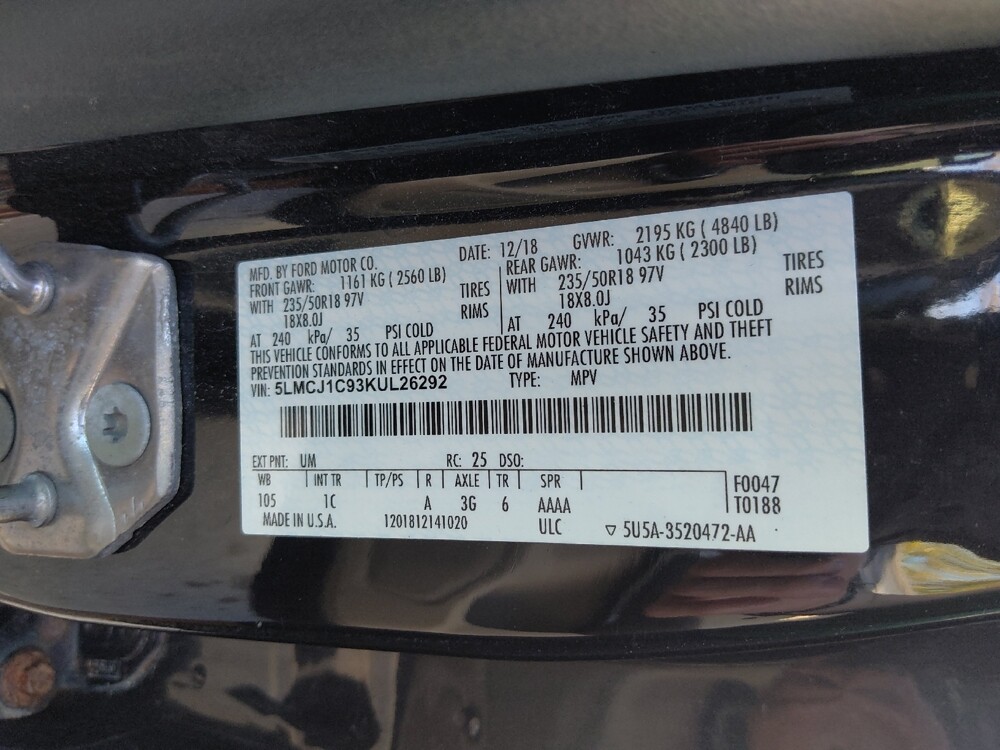 MFD. BY FORD MOTOR CO.
DATE: 12/18 GVWR: 2195 KG ( 4840 LB)
FRONT GAWR: 1161 KG ( 2560 LB)
WITH 235/50R18 97V TIRES
18X8.0J RIMS
AT 240 kPa/ 35 PSI COLD
REAR GAWR: 1043 KG ( 2300 LB)
WITH 235/50R18 97V TIRES
18X8.0J RIMS
AT 240 kPa/ 35 PSI COLD
THIS VEHICLE CONFORMS TO ALL APPLICABLE FEDERAL MOTOR VEHICLE SAFETY AND THEFT
PREVENTION STANDARDS IN EFFECT ON THE DATE OF MANUFACTURE SHOWN ABOVE.
VIN: 5LMCJ1C93KUL26292 TYPE: MPV
EXT PNT: UM RC: 25 DSO:
WB INT TR TP/PS R AXLE TR SPR
105 1C A 3G 6 AAAA
F0047
T0188
MADE IN U.S.A. 1201812141020 ULC ▽ 5U5A-3520472-AA